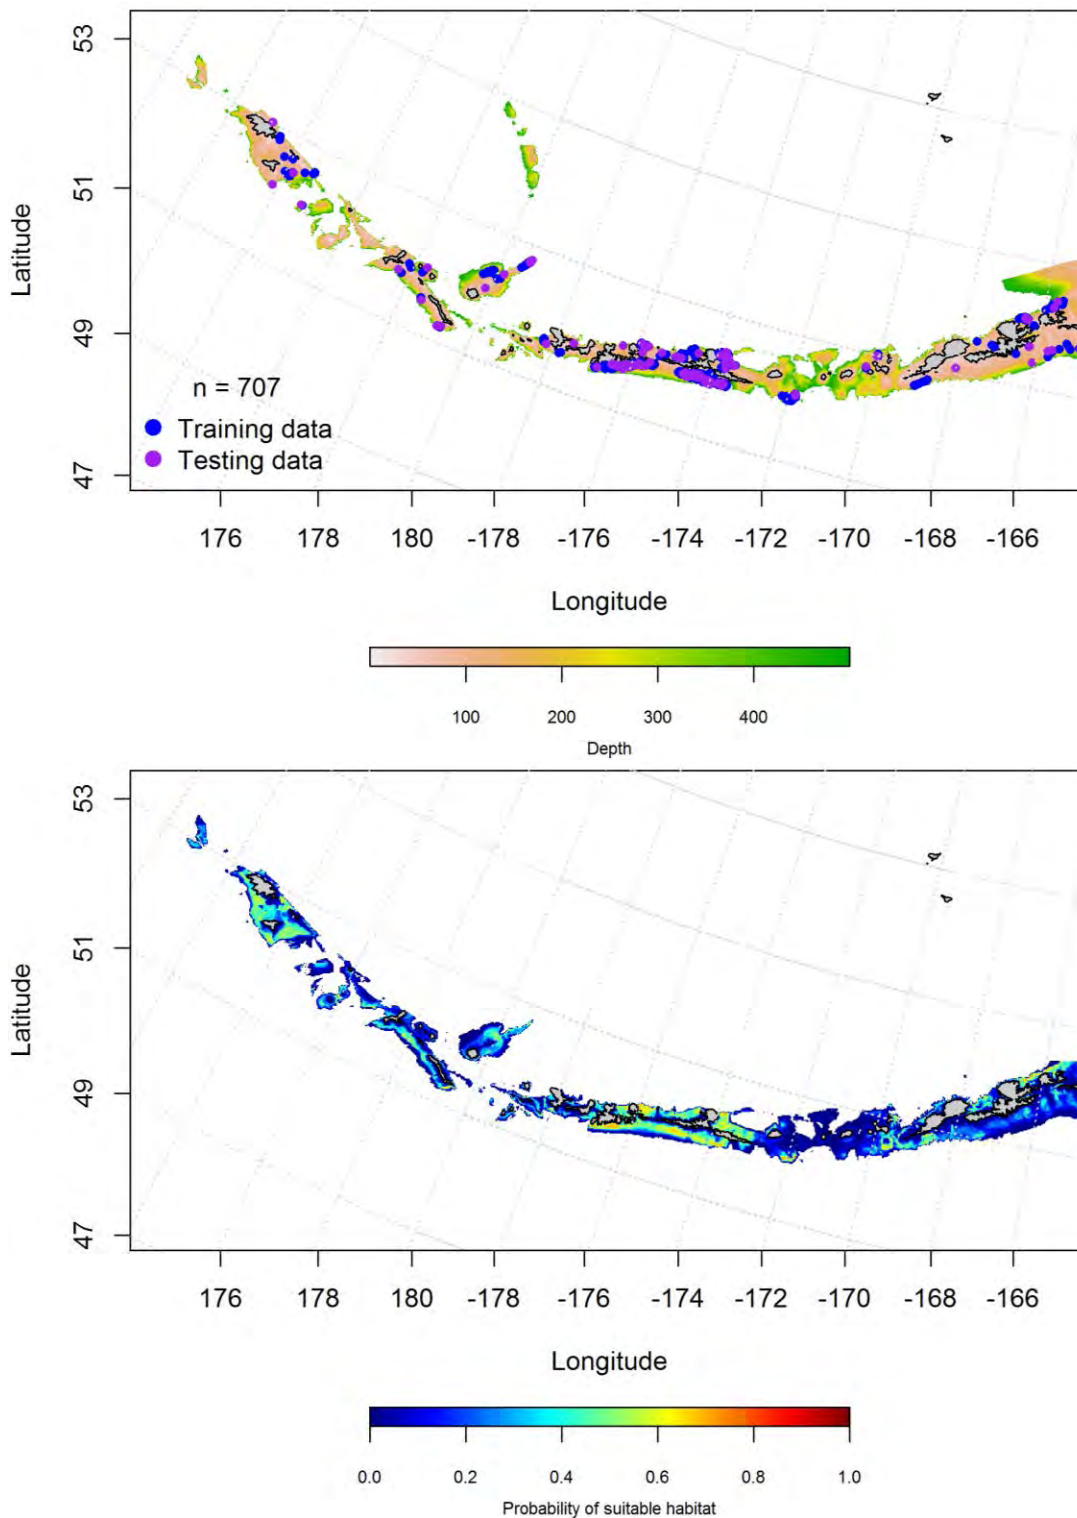 53
51
49
47
Latitude
n = 707
Training data
Testing data
176 178 180 -178 -176 -174 -172 -170 -168 -166
Longitude
100 200 300 400
Depth
53
51
49
47
Latitude
176 178 180 -178 -176 -174 -172 -170 -168 -166
Longitude
0.0 0.2 0.4 0.6 0.8 1.0
Probability of suitable habitat